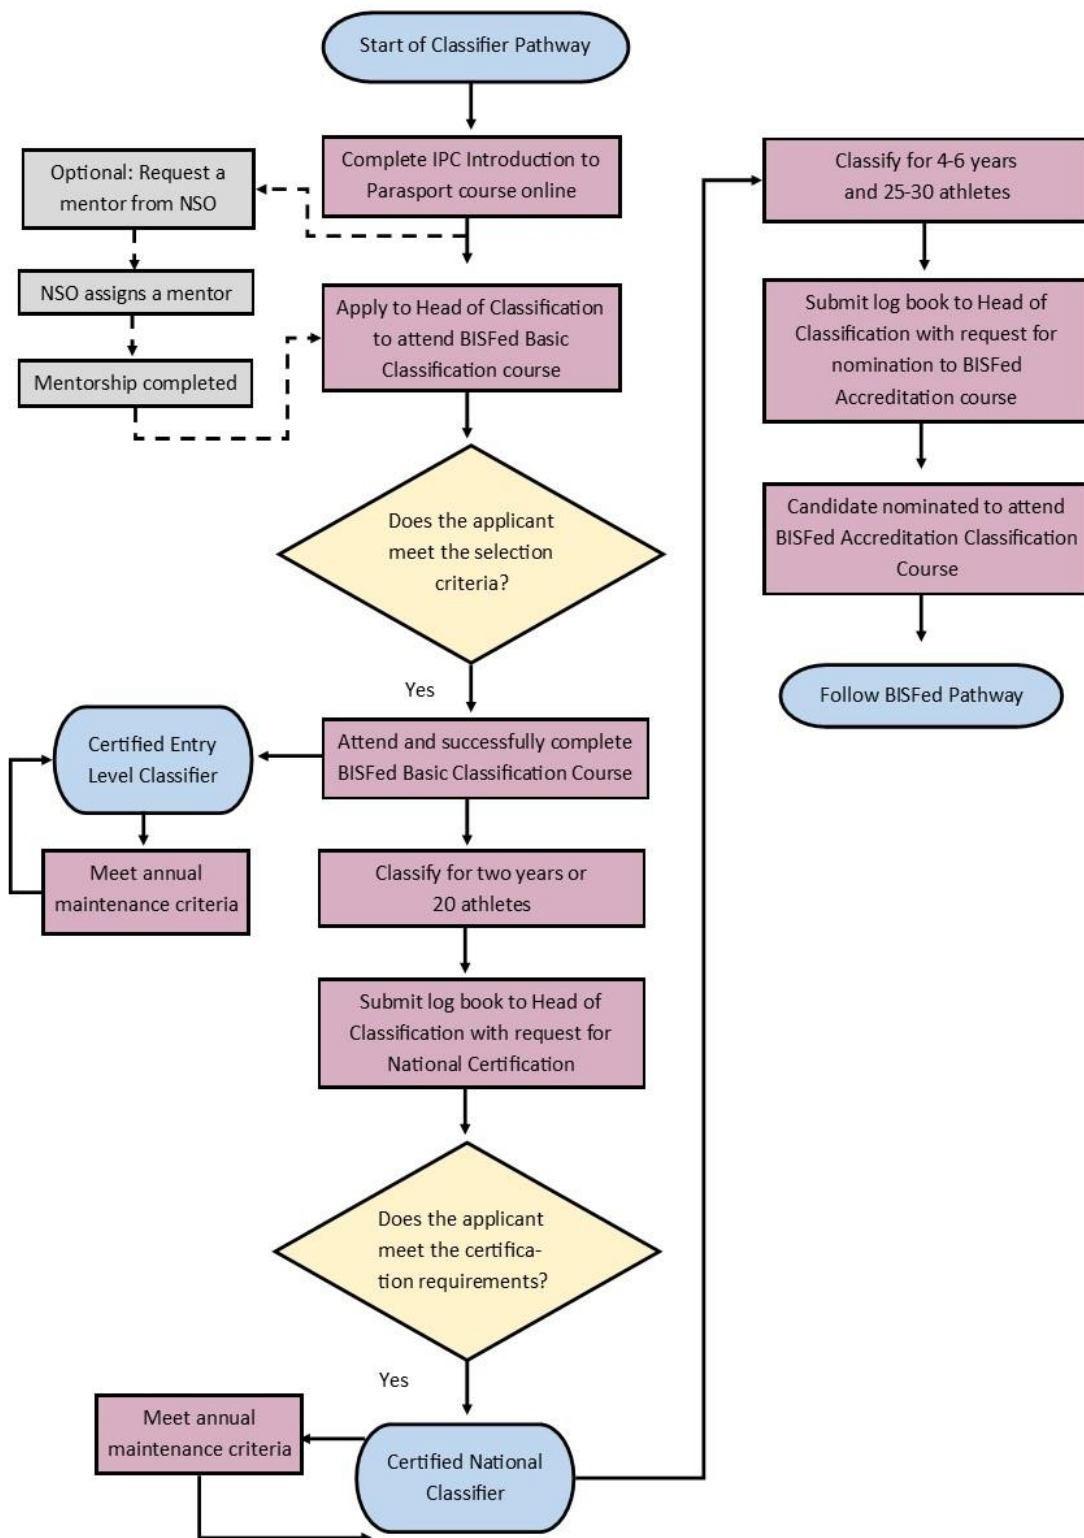 Start of Classifier Pathway
Complete IPC Introduction to
Parasport course online
Optional: Request a
mentor from NSO
NSO assigns a mentor
Mentorship completed
Apply to Head of Classification
to attend BISFed Basic
Classification course
Does the applicant
meet the selection
criteria?
Yes
Attend and successfully complete
BISFed Basic Classification Course
Certified Entry
Level Classifier
Meet annual
maintenance criteria
Classify for two years or
20 athletes
Submit log book to Head of
Classification with request for
National Certification
Does the applicant
meet the certifica-
tion requirements?
Yes
Meet annual
maintenance criteria
Certified National
Classifier
Classify for 4-6 years
and 25-30 athletes
Submit log book to Head of
Classification with request for
nomination to BISFed
Accreditation course
Candidate nominated to attend
BISFed Accreditation Classification
Course
Follow BISFed Pathway